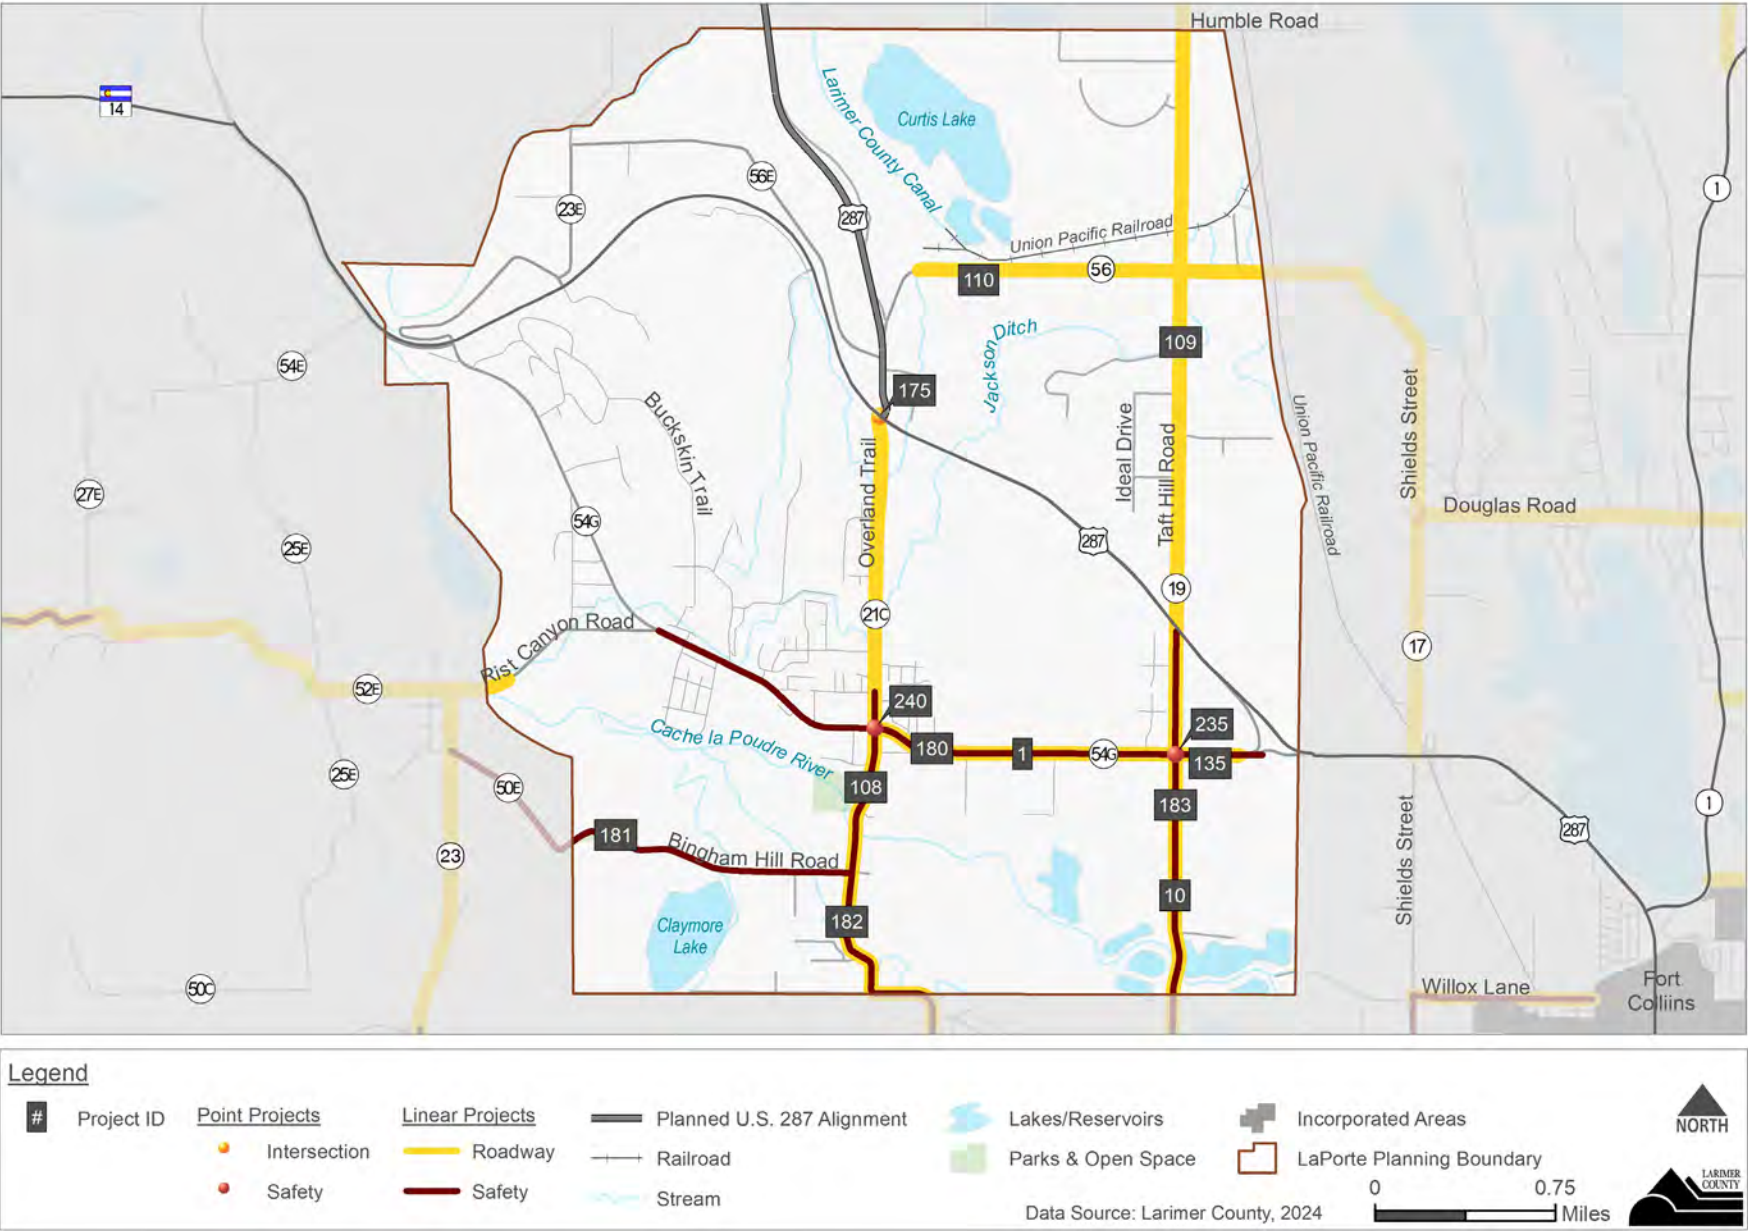 Humble Road
14
Larimer County Canal
Curtis Lake
56E
23E
287
1
Union Pacific Railroad
110
56
Jackson Ditch
109
54E
175
Buckskin Trail
Overland Trail
Ideal Drive
Taft Hill Road
Union Pacific Railroad
Shields Street
Douglas Road
27E
54G
25E
287
19
21C
Rist Canyon Road
17
52E
240
235
Cache la Poudre River
180
1
54G
135
25E
50E
108
183
1
287
181
Bingham Hill Road
23
10
Shields Street
182
Claymore
Lake
50C
Willox Lane
Fort
Colliins
Legend
# Project ID
Point Projects
Intersection
Safety
Linear Projects
Roadway
Safety
Planned U.S. 287 Alignment
Railroad
Stream
Lakes/Reservoirs
Parks & Open Space
Incorporated Areas
LaPorte Planning Boundary
Data Source: Larimer County, 2024
0 0.75
Miles
NORTH
LARIMER
COUNTY